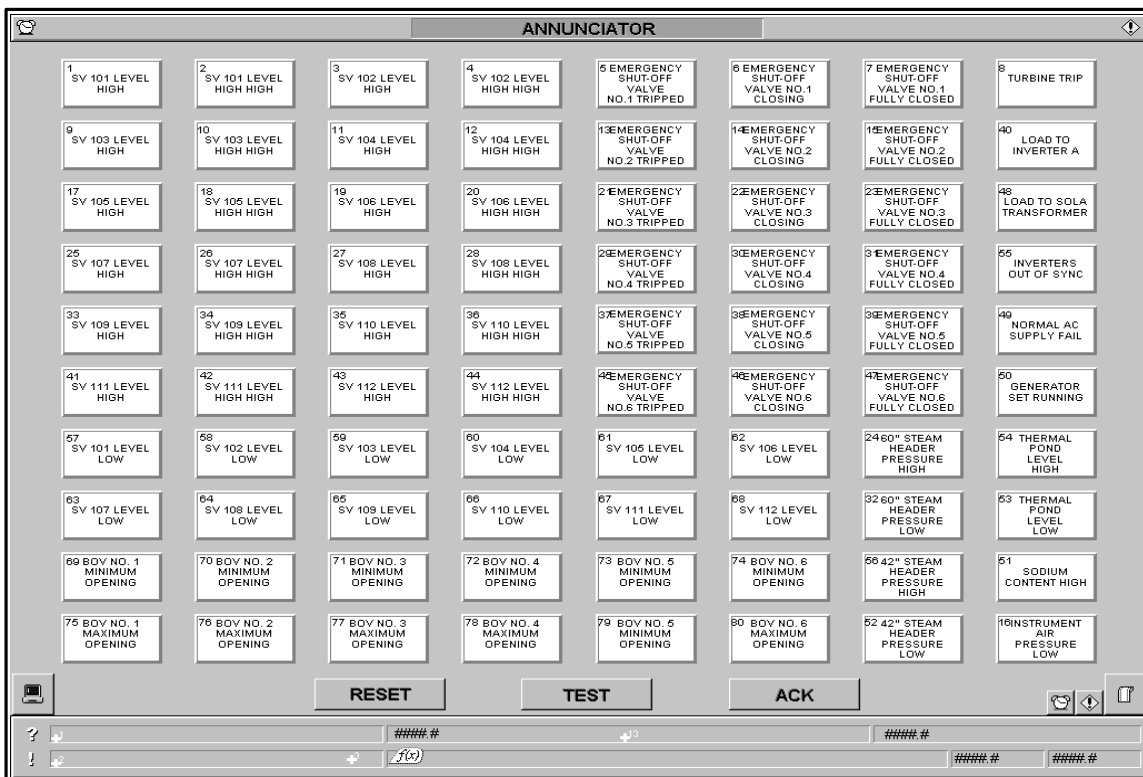 ANNUNCIATOR
1
SV 101 LEVEL
HIGH
2
SV 101 LEVEL
HIGH HIGH
3
SV 102 LEVEL
HIGH
4
SV 102 LEVEL
HIGH HIGH
5 EMERGENCY
SHUT-OFF
VALVE
NO.1 TRIPPED
6 EMERGENCY
SHUT-OFF
VALVE NO.1
CLOSING
7 EMERGENCY
SHUT-OFF
VALVE NO.1
FULLY CLOSED
8
TURBINE TRIP
9
SV 103 LEVEL
HIGH
10
SV 103 LEVEL
HIGH HIGH
11
SV 104 LEVEL
HIGH
12
SV 104 LEVEL
HIGH HIGH
13EMERGENCY
SHUT-OFF
VALVE
NO.2 TRIPPED
14EMERGENCY
SHUT-OFF
VALVE NO.2
CLOSING
15EMERGENCY
SHUT-OFF
VALVE NO.2
FULLY CLOSED
40
LOAD TO
INVERTER A
17
SV 105 LEVEL
HIGH
18
SV 105 LEVEL
HIGH HIGH
19
SV 106 LEVEL
HIGH
20
SV 106 LEVEL
HIGH HIGH
21EMERGENCY
SHUT-OFF
VALVE
NO.3 TRIPPED
22EMERGENCY
SHUT-OFF
VALVE NO.3
CLOSING
23EMERGENCY
SHUT-OFF
VALVE NO.3
FULLY CLOSED
48
LOAD TO SOLA
TRANSFORMER
25
SV 107 LEVEL
HIGH
26
SV 107 LEVEL
HIGH HIGH
27
SV 108 LEVEL
HIGH
28
SV 108 LEVEL
HIGH HIGH
29EMERGENCY
SHUT-OFF
VALVE
NO.4 TRIPPED
30EMERGENCY
SHUT-OFF
VALVE NO.4
CLOSING
31EMERGENCY
SHUT-OFF
VALVE NO.4
FULLY CLOSED
55
INVERTERS
OUT OF SYNC
33
SV 109 LEVEL
HIGH
34
SV 109 LEVEL
HIGH HIGH
35
SV 110 LEVEL
HIGH
36
SV 110 LEVEL
HIGH HIGH
37EMERGENCY
SHUT-OFF
VALVE
NO.5 TRIPPED
38EMERGENCY
SHUT-OFF
VALVE NO.5
CLOSING
39EMERGENCY
SHUT-OFF
VALVE NO.5
FULLY CLOSED
49
NORMAL AC
SUPPLY FAIL
41
SV 111 LEVEL
HIGH
42
SV 111 LEVEL
HIGH HIGH
43
SV 112 LEVEL
HIGH
44
SV 112 LEVEL
HIGH HIGH
45EMERGENCY
SHUT-OFF
VALVE
NO.6 TRIPPED
46EMERGENCY
SHUT-OFF
VALVE NO.6
CLOSING
47EMERGENCY
SHUT-OFF
VALVE NO.6
FULLY CLOSED
50
GENERATOR
SET RUNNING
57
SV 101 LEVEL
LOW
58
SV 102 LEVEL
LOW
59
SV 103 LEVEL
LOW
60
SV 104 LEVEL
LOW
61
SV 105 LEVEL
LOW
62
SV 106 LEVEL
LOW
24 60" STEAM
HEADER
PRESSURE
HIGH
54 THERMAL
POND
LEVEL
HIGH
63
SV 107 LEVEL
LOW
64
SV 108 LEVEL
LOW
65
SV 109 LEVEL
LOW
66
SV 110 LEVEL
LOW
67
SV 111 LEVEL
LOW
68
SV 112 LEVEL
LOW
32 60" STEAM
HEADER
PRESSURE
LOW
53 THERMAL
POND
LEVEL
LOW
69 BOV NO. 1
MINIMUM
OPENING
70 BOV NO. 2
MINIMUM
OPENING
71 BOV NO. 3
MINIMUM
OPENING
72 BOV NO. 4
MINIMUM
OPENING
73 BOV NO. 5
MINIMUM
OPENING
74 BOV NO. 6
MINIMUM
OPENING
56 42" STEAM
HEADER
PRESSURE
HIGH
51
SODIUM
CONTENT HIGH
75 BOV NO. 1
MAXIMUM
OPENING
76 BOV NO. 2
MAXIMUM
OPENING
77 BOV NO. 3
MAXIMUM
OPENING
78 BOV NO. 4
MAXIMUM
OPENING
79 BOV NO. 5
MINIMUM
OPENING
80 BOV NO. 6
MAXIMUM
OPENING
52 42" STEAM
HEADER
PRESSURE
LOW
16INSTRUMENT
AIR
PRESSURE
LOW
RESET TEST ACK
? 1 ####.# 13 ####.#
! 2 3 f(x) ####.# ####.#